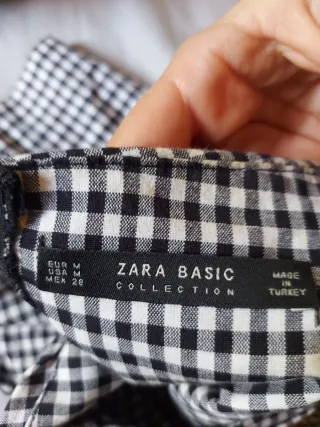 EUR M
USA M
MEX 28
ZARA BASIC
COLLECTION
MADE IN
TURKEY